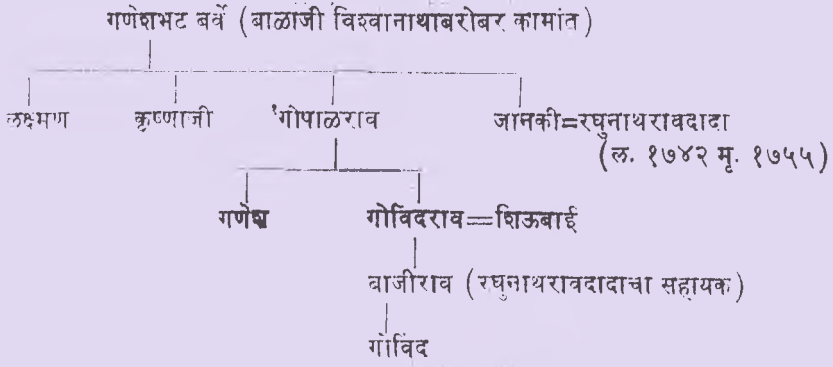 गणेशभट बर्वे (बाळाजी विश्वानाथाबरोबर कामांत)
लक्ष्मण कृष्णाजी 'गोपाळराव जानकी=रघुनाथरावदादा
(ल. १७४२ मृ. १७५५)
गणेश गोविंदराव=शिऊबाई
बाजीराव (रघुनाथरावदादाचा सहायक)
गोविंद